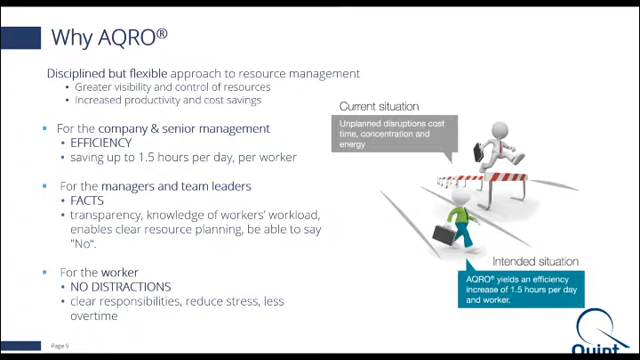 Why AQRO®
Disciplined but flexible approach to resource management
• Greater visibility and control of resources
• Increased productivity and cost savings
▪ For the company & senior management
• EFFICIENCY
• saving up to 1.5 hours per day, per worker
▪ For the managers and team leaders
• FACTS
• transparency, knowledge of workers' workload,
enables clear resource planning, be able to say
"No".
▪ For the worker
• NO DISTRACTIONS
• clear responsibilities, reduce stress, less
overtime
Current situation
Unplanned disruptions cost
time, concentration and
energy
Intended situation
AQRO® yields an efficiency
increase of 1.5 hours per day
and worker.
Page 9
Quint